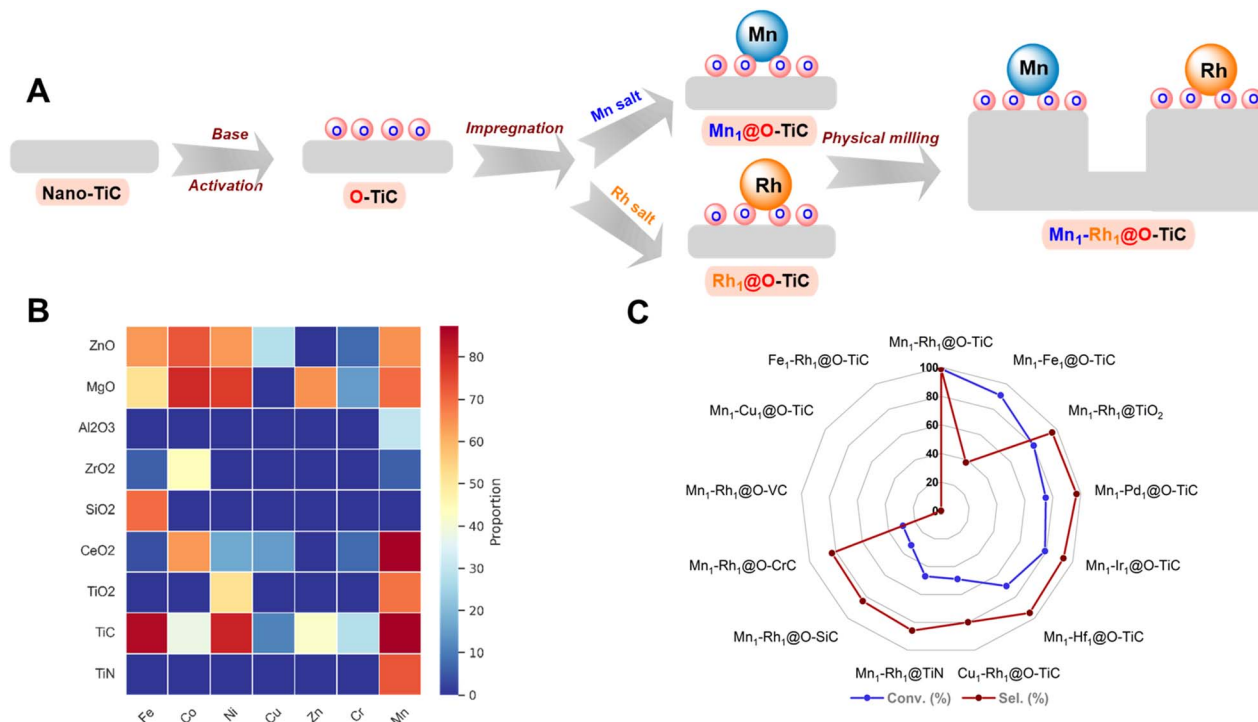 A
Nano-TiC
Base
Activation
O O O O
O-TiC
Impregnation
Mn salt
Rh salt
Mn
O O O O
Mn₁@O-TiC
Rh
O O O O
Rh₁@O-TiC
Physical milling
Mn
O O O O
Rh
O O O O
Mn₁-Rh₁@O-TiC
B
ZnO
MgO
Al2O3
ZrO2
SiO2
CeO2
TiO2
TiC
TiN
Fe Co Ni Cu Zn Cr Mn
80
70
60
50
40
30
20
10
0
Proportion
C
Mn₁-Rh₁@O-TiC
Mn₁-Fe₁@O-TiC
Mn₁-Rh₁@TiO₂
Mn₁-Pd₁@O-TiC
Mn₁-Ir₁@O-TiC
Mn₁-Hf₁@O-TiC
Cu₁-Rh₁@O-TiC
Mn₁-Rh₁@TiN
Mn₁-Rh₁@O-SiC
Mn₁-Rh₁@O-CrC
Mn₁-Rh₁@O-VC
Mn₁-Cu₁@O-TiC
Fe₁-Rh₁@O-TiC
100
80
60
40
20
0
Conv. (%) Sel. (%)